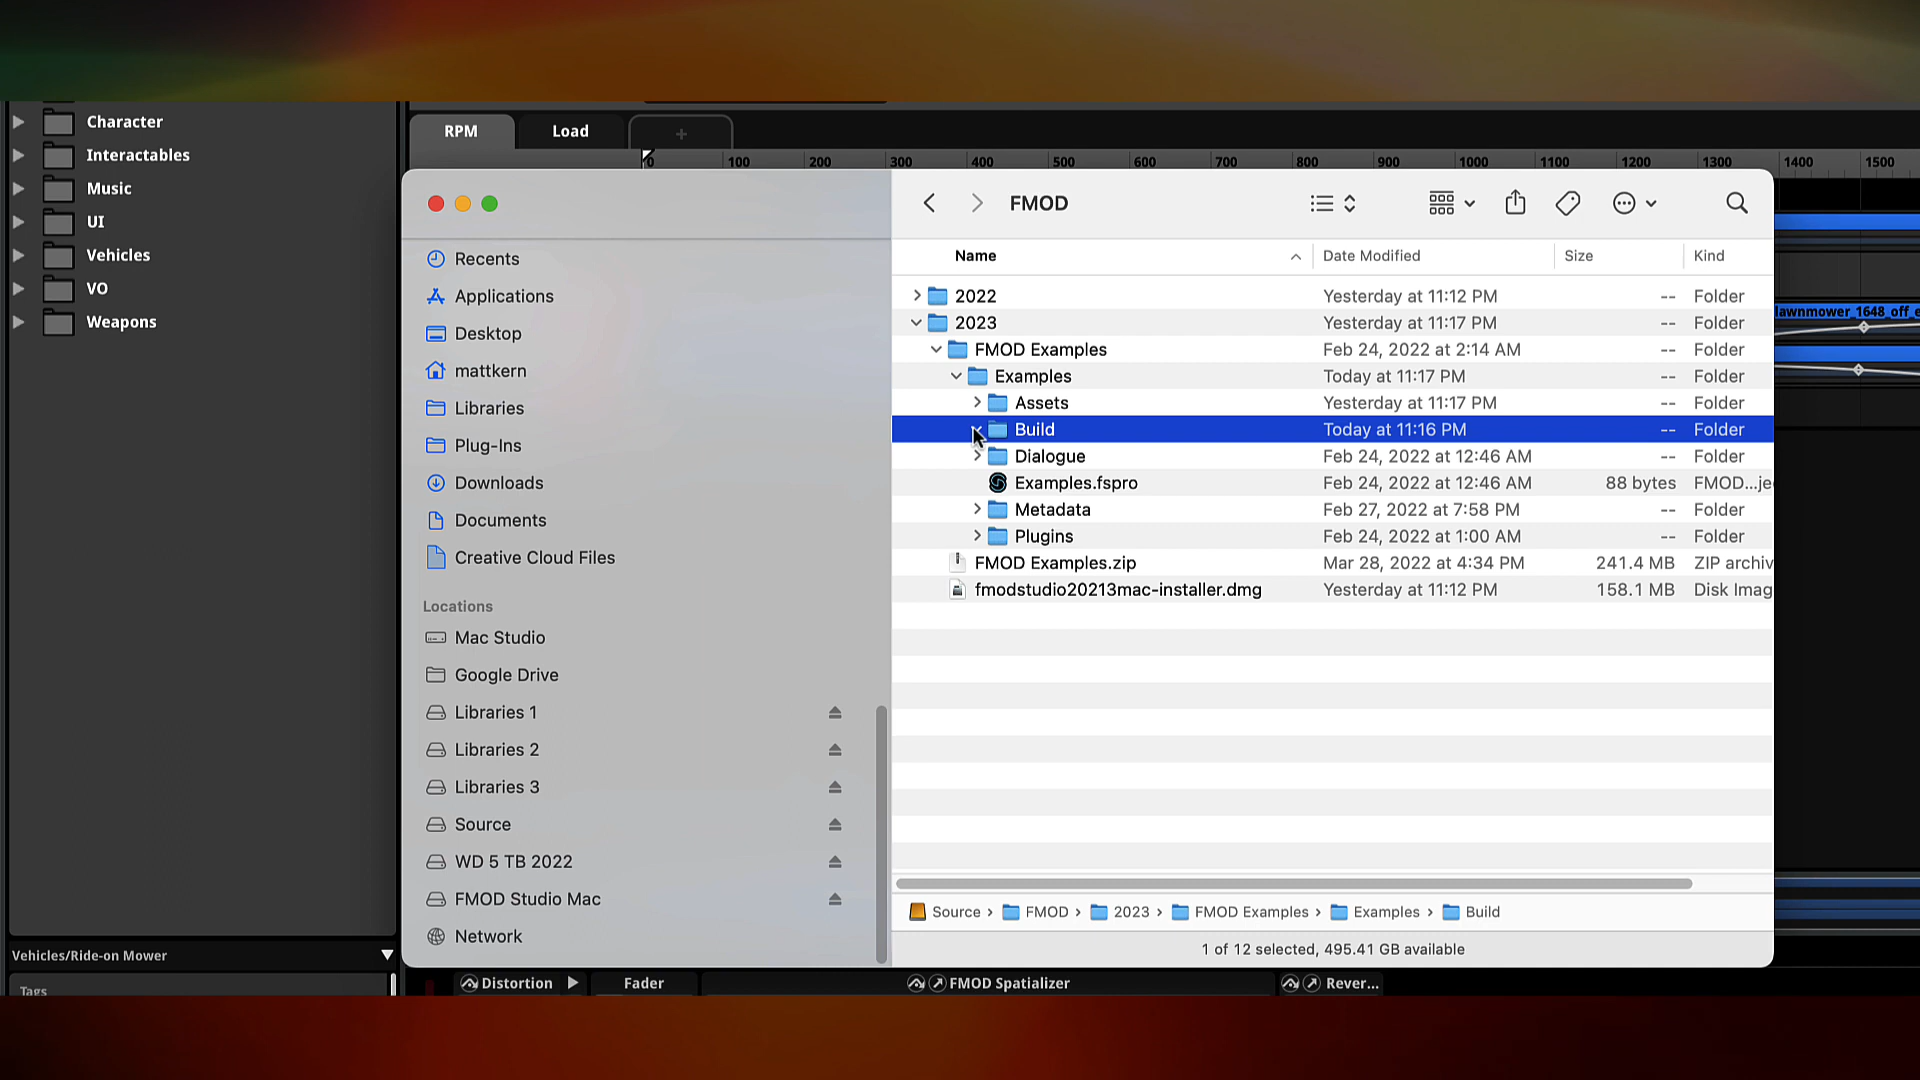 Character
Interactables
Music
UI
Vehicles
VO
Weapons
Vehicles/Ride-on Mower
Tags
RPM
Load
+
0 100 200 300 400 500 600 700 800 900 1000 1100 1200 1300 1400 1500
Recents
Applications
Desktop
mattkern
Libraries
Plug-Ins
Downloads
Documents
Creative Cloud Files
Locations
Mac Studio
Google Drive
Libraries 1
Libraries 2
Libraries 3
Source
WD 5 TB 2022
FMOD Studio Mac
Network
FMOD
Name Date Modified Size Kind
2022 Yesterday at 11:12 PM -- Folder
2023 Yesterday at 11:17 PM -- Folder
FMOD Examples Feb 24, 2022 at 2:14 AM -- Folder
Examples Today at 11:17 PM -- Folder
Assets Yesterday at 11:17 PM -- Folder
Build Today at 11:16 PM -- Folder
Dialogue Feb 24, 2022 at 12:46 AM -- Folder
Examples.fspro Feb 24, 2022 at 12:46 AM 88 bytes FMOD...je
Metadata Feb 27, 2022 at 7:58 PM -- Folder
Plugins Feb 24, 2022 at 1:00 AM -- Folder
FMOD Examples.zip Mar 28, 2022 at 4:34 PM 241.4 MB ZIP archiv
fmodstudio20213mac-installer.dmg Yesterday at 11:12 PM 158.1 MB Disk Imag
Source › FMOD › 2023 › FMOD Examples › Examples › Build
1 of 12 selected, 495.41 GB available
lawnmower_1648_off_e
Distortion
Fader
FMOD Spatializer
Rever...